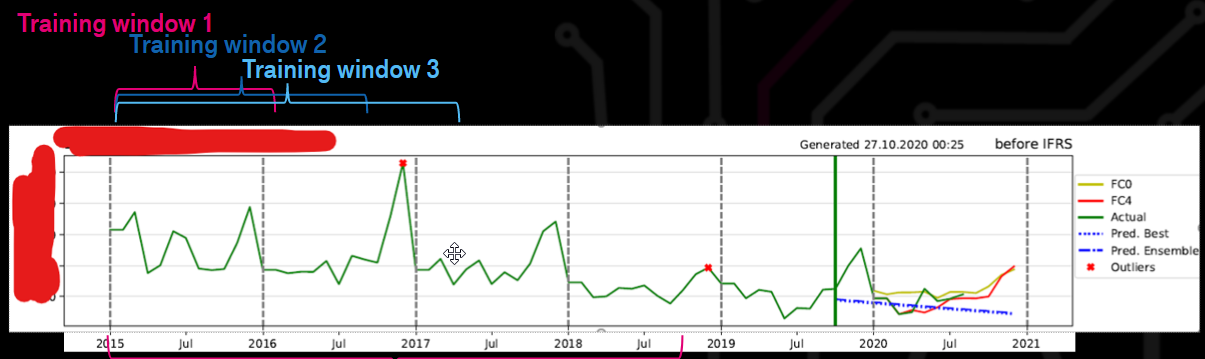 Training window 1
Training window 2
Training window 3
Generated 27.10.2020 00:25 before IFRS
FC0
FC4
Actual
Pred. Best
Pred. Ensemble
Outliers
2015 Jul 2016 Jul 2017 Jul 2018 Jul 2019 Jul 2020 Jul 2021